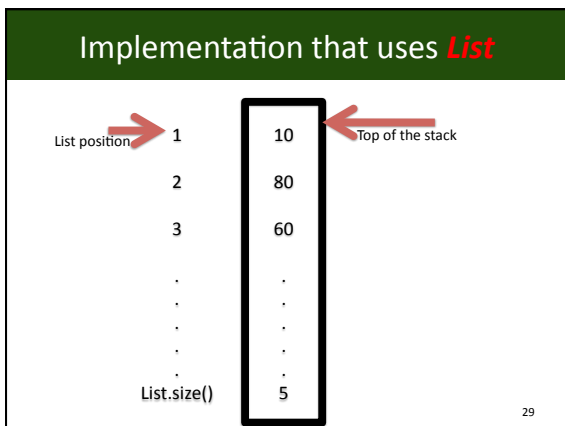 Implementation that uses List
List position 1 10 Top of the stack
2 80
3 60
. .
. .
. .
. .
. .
List.size() 5
29